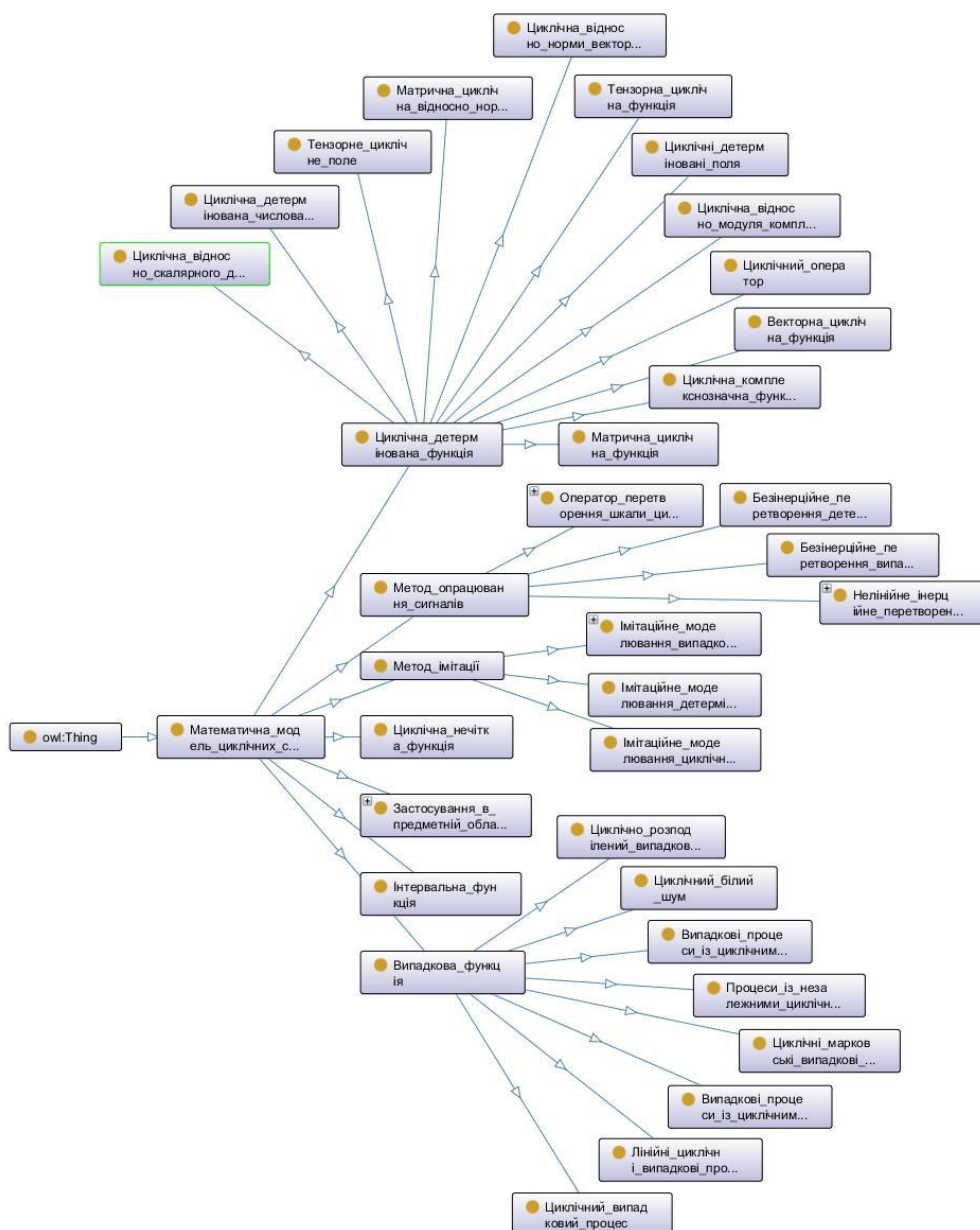 Циклічна_віднос
но_норми_вектор...
Матрична_цикліч
на_відносно_нор...
Тензорна_цикліч
на_функція
Тензорне_цикліч
не_поле
Циклічні_детерм
іновані_поля
Циклічна_детерм
інована_числова...
Циклічна_віднос
но_модуля_компл...
Циклічна_віднос
но_скалярного_д...
Циклічний_опера
тор
Векторна_цикліч
на_функція
Циклічна_компле
кснозначна_функ...
Циклічна_детерм
інована_функція
Матрична_цикліч
на_функція
Оператор_перетв
орення_шкали_ци...
Безінерційне_пе
ретворення_дете...
Безінерційне_пе
ретворення_випа...
Метод_опрацюван
ня_сигналів
Нелінійне_інерц
ійне_перетворен...
Імітаційне_моде
лювання_випадко...
Метод_імітації
Імітаційне_моде
лювання_детермі...
owl:Thing
Математична_мод
ель_циклічних_с...
Циклічна_нечітк
а_функція
Імітаційне_моде
лювання_циклічн...
Застосування_в_
предметній_обла...
Циклічно_розпод
ілений_випадков...
Інтервальна_фун
кція
Циклічний_білий
_шум
Випадкові_проце
си_із_циклічним...
Випадкова_функц
ія
Процеси_із_неза
лежними_циклічн...
Циклічні_марков
ські_випадкові_...
Випадкові_проце
си_із_циклічним...
Лінійні_циклічн
і_випадкові_про...
Циклічний_випад
ковий_процес